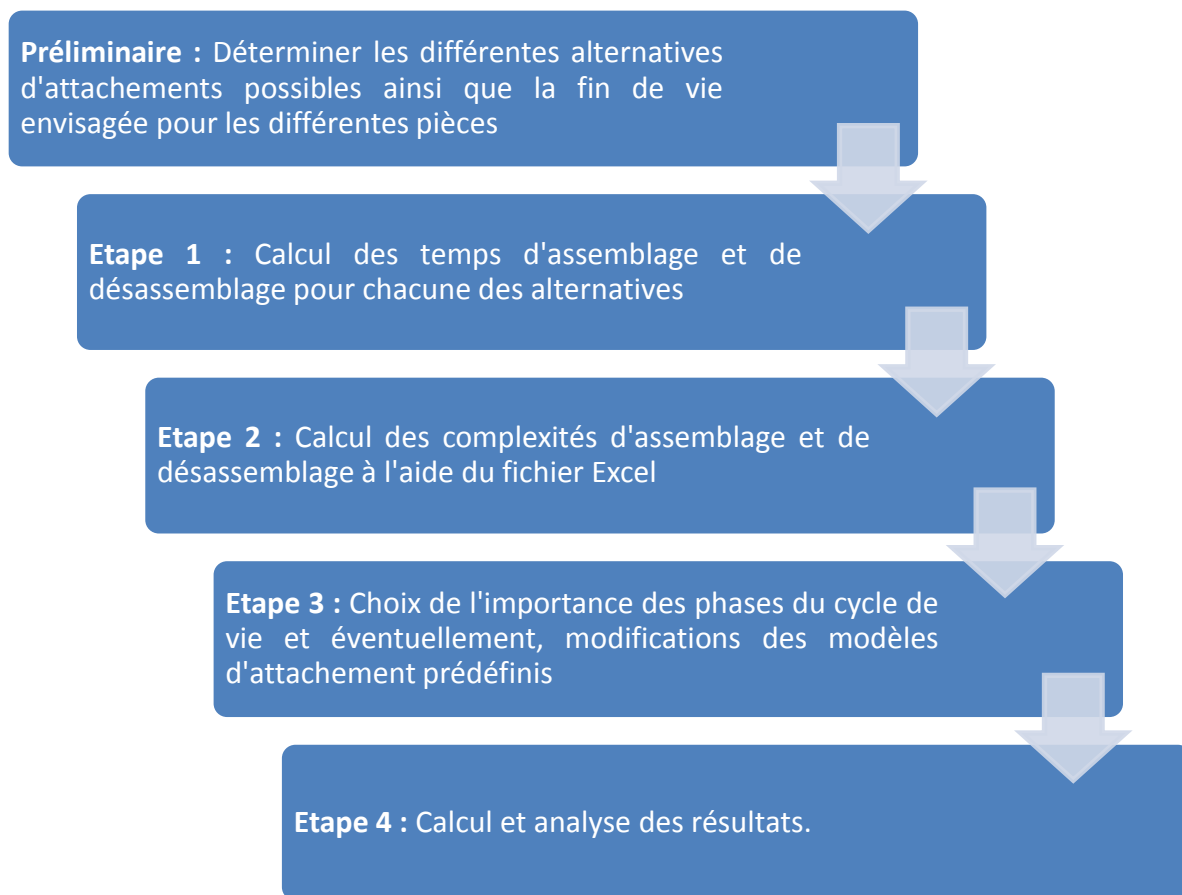 Préliminaire : Déterminer les différentes alternatives
d'attachements possibles ainsi que la fin de vie
envisagée pour les différentes pièces
Etape 1 : Calcul des temps d'assemblage et de
désassemblage pour chacune des alternatives
Etape 2 : Calcul des complexités d'assemblage et de
désassemblage à l'aide du fichier Excel
Etape 3 : Choix de l'importance des phases du cycle de
vie et éventuellement, modifications des modèles
d'attachement prédéfinis
Etape 4 : Calcul et analyse des résultats.